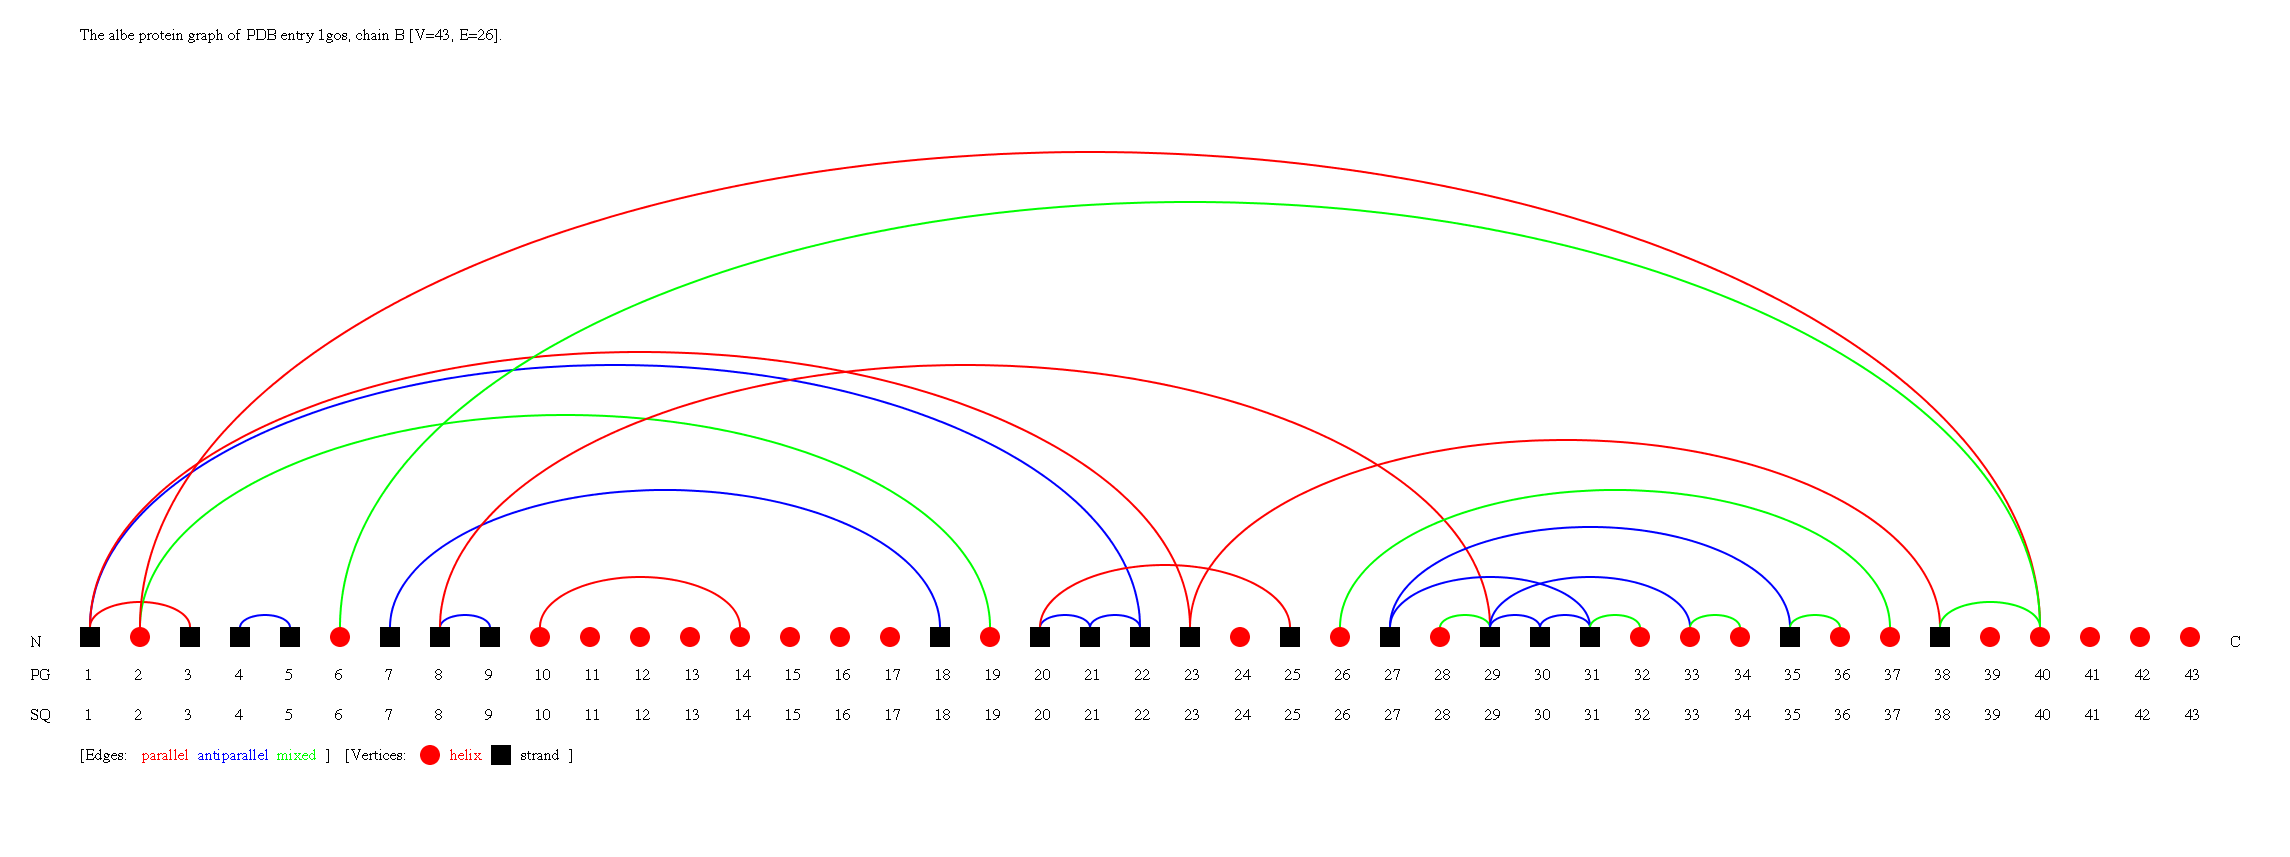 The albe protein graph of PDB entry 1gos, chain B [V=43, E=26].
N C
PG 1 2 3 4 5 6 7 8 9 10 11 12 13 14 15 16 17 18 19 20 21 22 23 24 25 26 27 28 29 30 31 32 33 34 35 36 37 38 39 40 41 42 43
SQ 1 2 3 4 5 6 7 8 9 10 11 12 13 14 15 16 17 18 19 20 21 22 23 24 25 26 27 28 29 30 31 32 33 34 35 36 37 38 39 40 41 42 43
[Edges: parallel antiparallel mixed ] [Vertices: helix strand ]